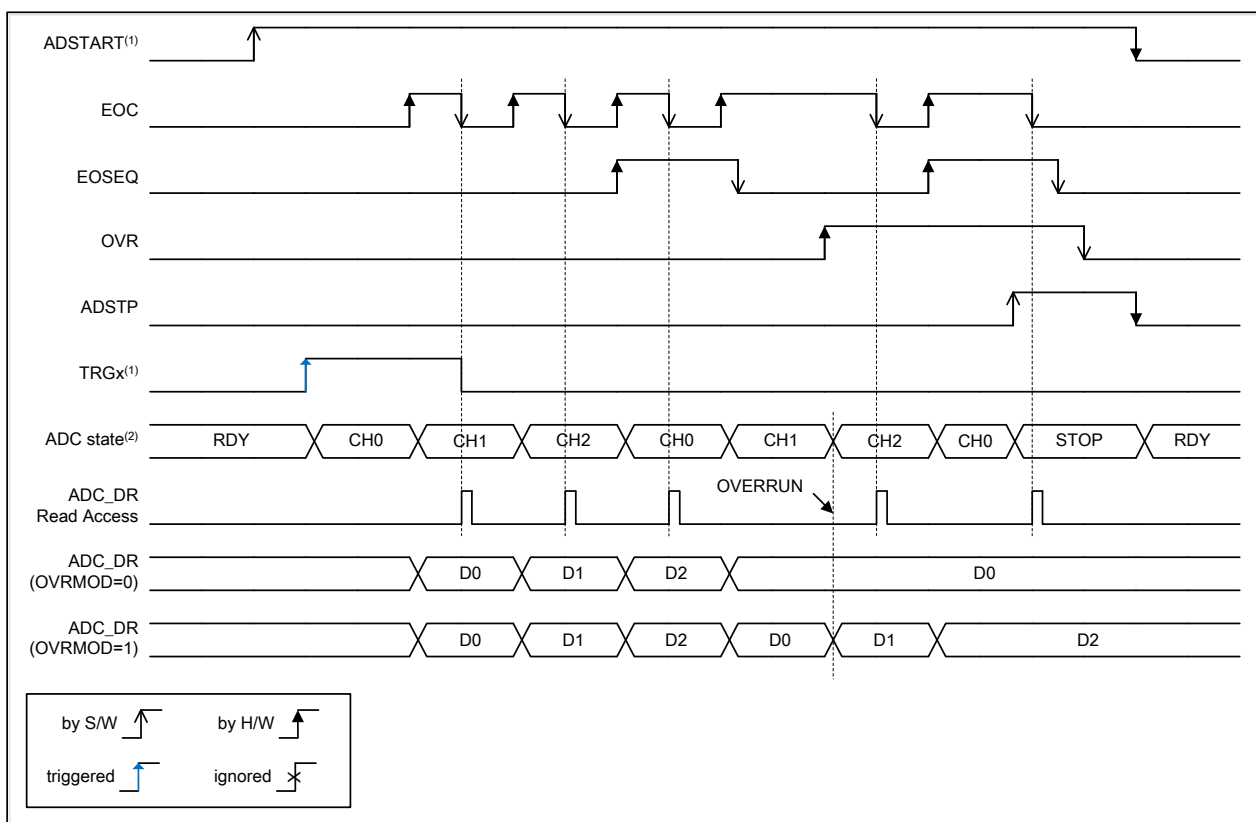 ADSTART(1)
EOC
EOSEQ
OVR
ADSTP
TRGx(1)
ADC state(2) RDY CH0 CH1 CH2 CH0 CH1 CH2 CH0 STOP RDY
ADC_DR
Read Access
OVERRUN
ADC_DR
(OVRMOD=0)
D0 D1 D2 D0
ADC_DR
(OVRMOD=1)
D0 D1 D2 D0 D1 D2
by S/W by H/W
triggered ignored